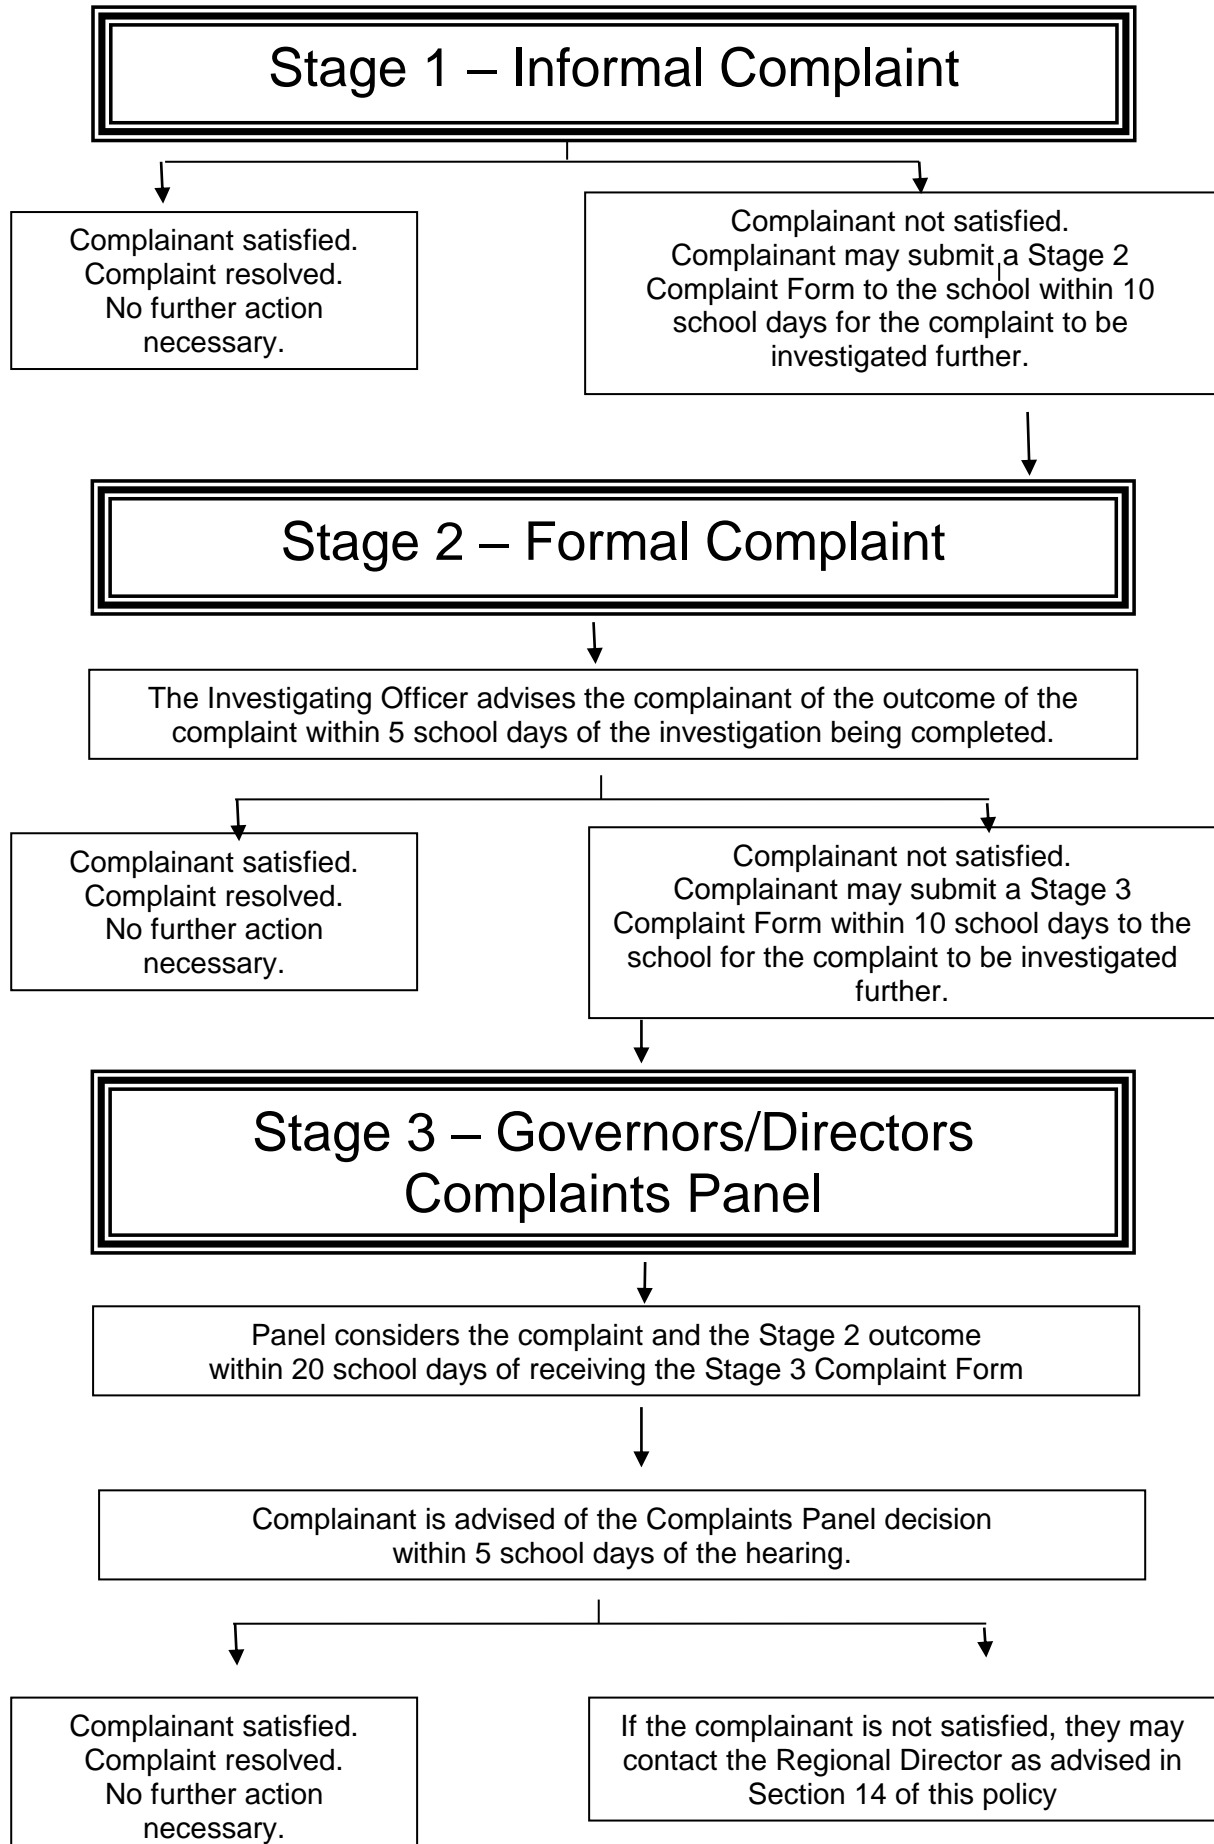 Stage 1 – Informal Complaint
Complainant satisfied.
Complaint resolved.
No further action
necessary.
Complainant not satisfied.
Complainant may submit a Stage 2
Complaint Form to the school within 10
school days for the complaint to be
investigated further.
Stage 2 – Formal Complaint
The Investigating Officer advises the complainant of the outcome of the
complaint within 5 school days of the investigation being completed.
Complainant satisfied.
Complaint resolved.
No further action
necessary.
Complainant not satisfied.
Complainant may submit a Stage 3
Complaint Form within 10 school days to the
school for the complaint to be investigated
further.
Stage 3 – Governors/Directors
Complaints Panel
Panel considers the complaint and the Stage 2 outcome
within 20 school days of receiving the Stage 3 Complaint Form
Complainant is advised of the Complaints Panel decision
within 5 school days of the hearing.
Complainant satisfied.
Complaint resolved.
No further action
necessary.
If the complainant is not satisfied, they may
contact the Regional Director as advised in
Section 14 of this policy